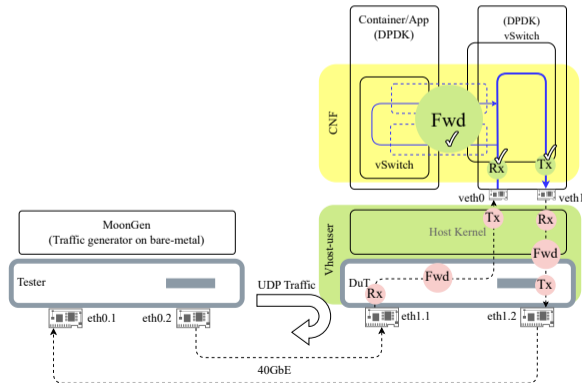 Container/App
(DPDK)
(DPDK)
vSwitch
CNF
Fwd
vSwitch
Rx
Tx
veth0
veth1
MoonGen
(Traffic generator on bare-metal)
Vhost-user
Tx
Rx
Host Kernel
Fwd
Tester
UDP Traffic
DuT
Fwd
Rx
Tx
eth0.1
eth0.2
eth1.1
eth1.2
40GbE